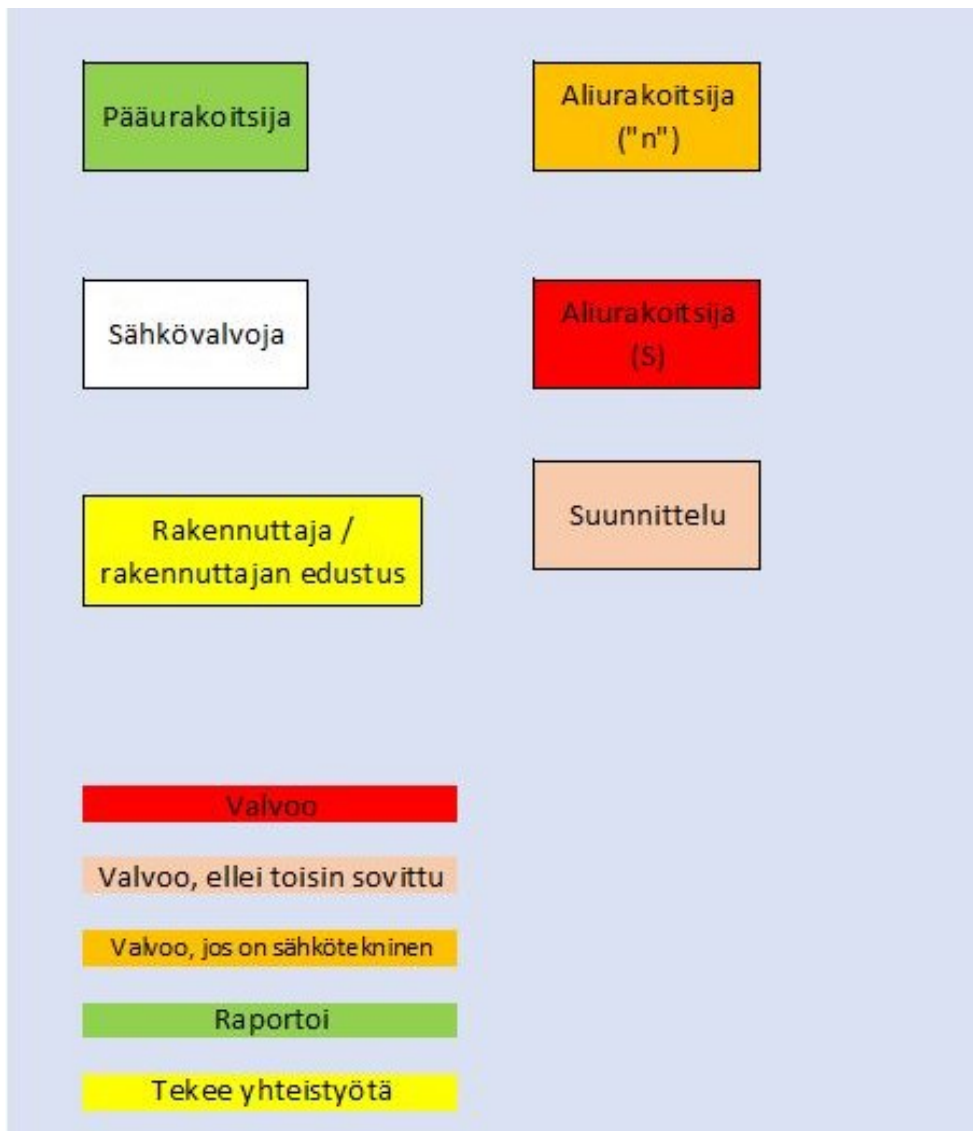 Pääurakoitsija
Aliurakoitsija
("n")
Sähkövalvoja
Aliurakoitsija
(S)
Rakennuttaja /
rakennuttajan edustus
Suunnittelu
Valvoo
Valvoo, ellei toisin sovittu
Valvoo, jos on sähkötekninen
Raportoi
Tekee yhteistyötä